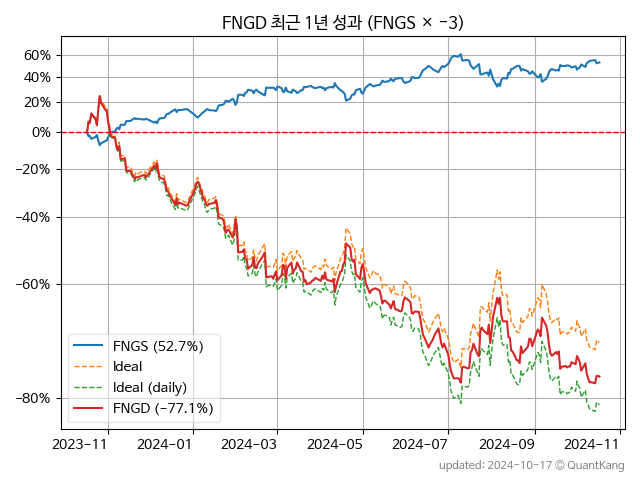 FNGD 최근 1년 성과 (FNGS × −3)
60%
40%
20%
0%
−20%
−40%
−60%
−80%
FNGS (52.7%)
Ideal
Ideal (daily)
FNGD (−77.1%)
2023−11
2024−01
2024−03
2024−05
2024−07
2024−09
2024−11
updated: 2024-10-17 © QuantKang